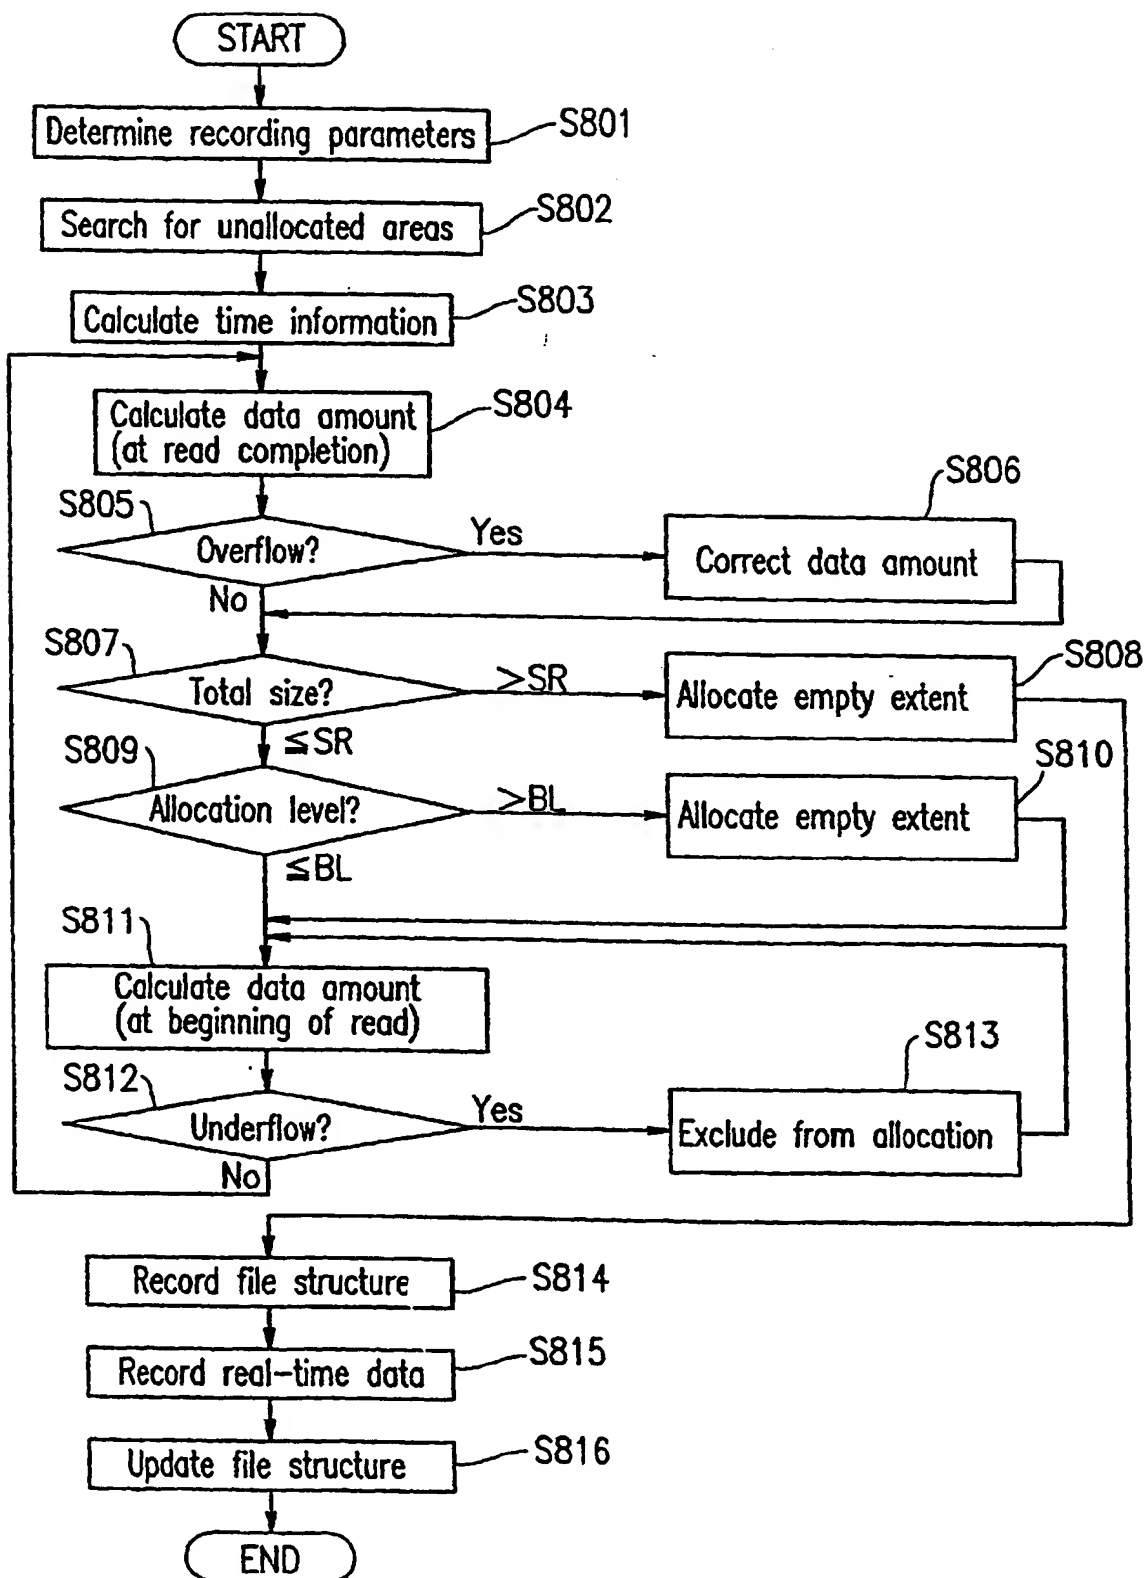 START
Determine recording parameters
S801
Search for unallocated areas
S802
Calculate time information
S803
Calculate data amount
(at read completion)
S804
S805
Overflow?
Yes
No
S806
Correct data amount
S807
Total size?
>SR
≦SR
S808
Allocate empty extent
S809
Allocation level?
>BL
≦BL
S810
Allocate empty extent
S811
Calculate data amount
(at beginning of read)
S812
Underflow?
Yes
No
S813
Exclude from allocation
Record file structure
S814
Record real-time data
S815
Update file structure
S816
END